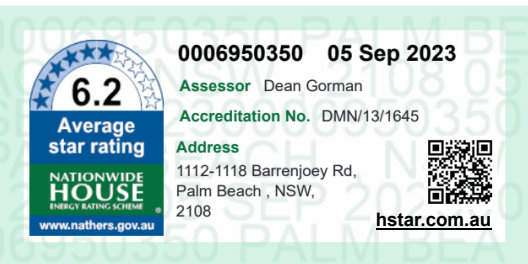 0006950350 05 Sep 2023
6.2
Average
star rating
NATIONWIDE
HOUSE
ENERGY RATING SCHEME ®
www.nathers.gov.au
Assessor Dean Gorman
Accreditation No. DMN/13/1645
Address
1112-1118 Barrenjoey Rd,
Palm Beach , NSW,
2108
hstar.com.au